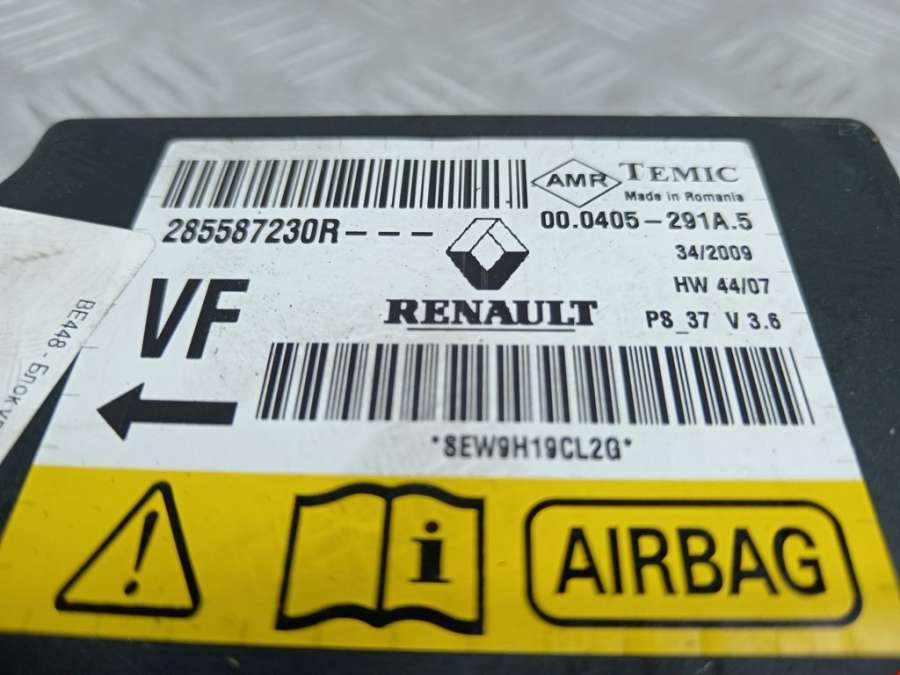 AMR
TEMIC
Made in Romania
285587230R---
00.0405-291A.5
34/2009
HW 44/07
VF
RENAULT
P8_37 V 3.6
*SEW9H19CL2G*
BE448 - Блок
i
AIRBAG